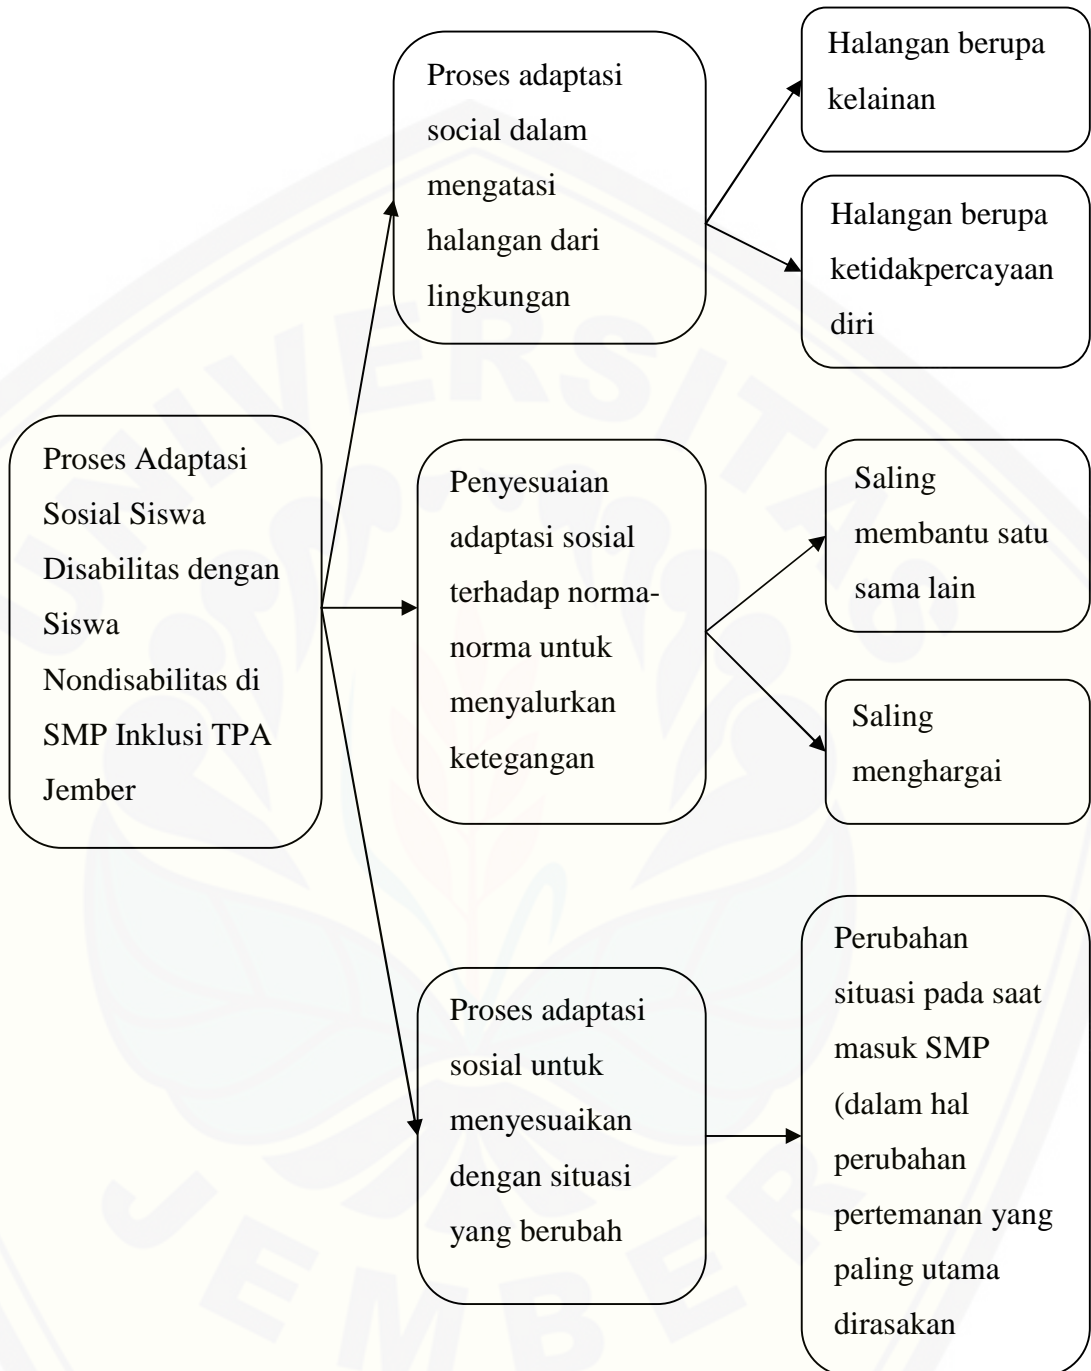 Proses Adaptasi
Sosial Siswa
Disabilitas dengan
Siswa
Nondisabilitas di
SMP Inklusi TPA
Jember
Proses adaptasi
social dalam
mengatasi
halangan dari
lingkungan
Halangan berupa
kelainan
Halangan berupa
ketidakpercayaan
diri
Penyesuaian
adaptasi sosial
terhadap norma-
norma untuk
menyalurkan
ketegangan
Saling
membantu satu
sama lain
Saling
menghargai
Proses adaptasi
sosial untuk
menyesuaikan
dengan situasi
yang berubah
Perubahan
situasi pada saat
masuk SMP
(dalam hal
perubahan
pertemanan yang
paling utama
dirasakan
UNIVERSITAS
JEMBER